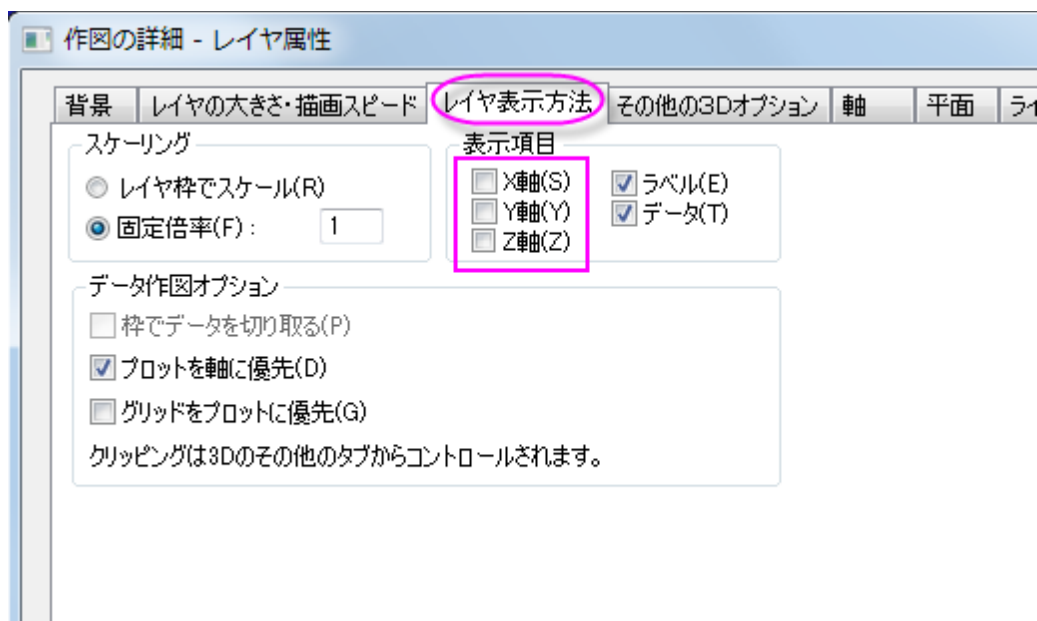 作図の詳細 - レイヤ属性
背景 レイヤの大きさ・描画スピード レイヤ表示方法 その他の3Dオプション 軸 平面
スケーリング
レイヤ枠でスケール(R)
固定倍率(F): 1
表示項目
X軸(S) ラベル(E)
Y軸(Y) データ(T)
Z軸(Z)
データ作図オプション
枠でデータを切り取る(P)
プロットを軸に優先(D)
グリッドをプロットに優先(G)
クリッピングは3Dのその他のタブからコントロールされます。